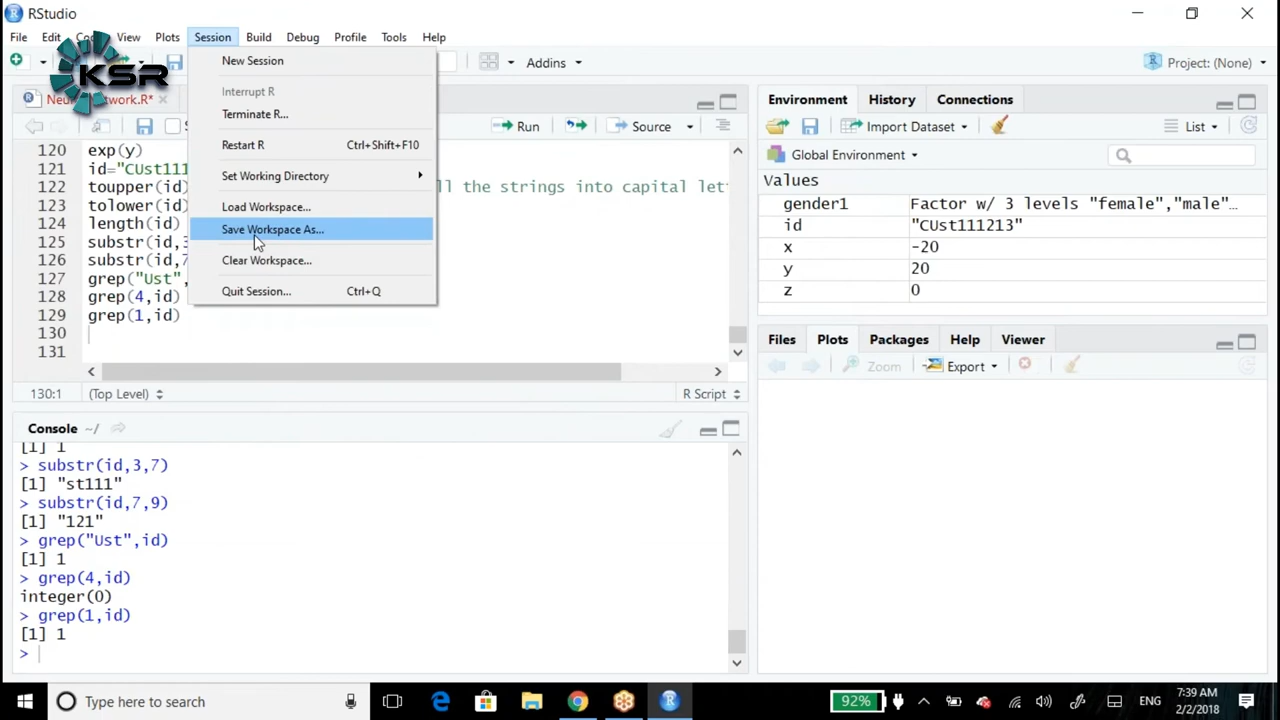 RStudio
File Edit View Plots Session Build Debug Profile Tools Help
KSR
New Session
Interrupt R
Terminate R...
Restart R Ctrl+Shift+F10
Set Working Directory
Load Workspace...
Save Workspace As...
Clear Workspace...
Quit Session... Ctrl+Q
Addins
Project: (None)
Run
Source
120 exp(y)
121 id="CUst111
122 toupper(id) ll the strings into capital lett
123 tolower(id)
124 length(id)
125 substr(id,3
126 substr(id,7
127 grep("Ust",
128 grep(4,id)
129 grep(1,id)
130
131
130:1 (Top Level) R Script
Console ~/
[1] 1
> substr(id,3,7)
[1] "st111"
> substr(id,7,9)
[1] "121"
> grep("Ust",id)
[1] 1
> grep(4,id)
integer(0)
> grep(1,id)
[1] 1
>
Environment History Connections
Import Dataset List
Global Environment
Values
gender1 Factor w/ 3 levels "female","male"…
id "CUst111213"
x -20
y 20
z 0
Files Plots Packages Help Viewer
Zoom Export
Type here to search
92%
ENG
7:39 AM
2/2/2018